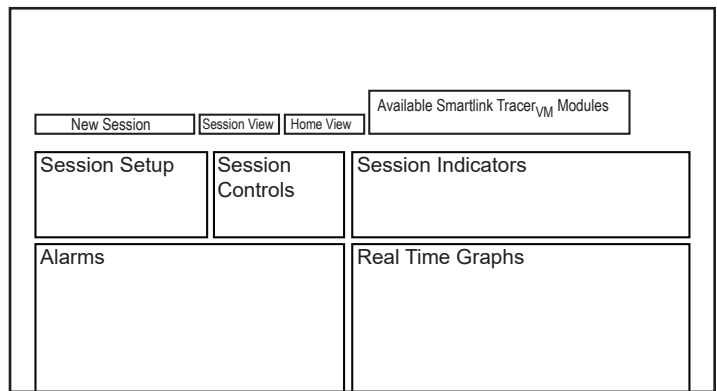 Available Smartlink TracerVM Modules
New Session
Session View
Home View
Session Setup
Session
Controls
Session Indicators
Alarms
Real Time Graphs